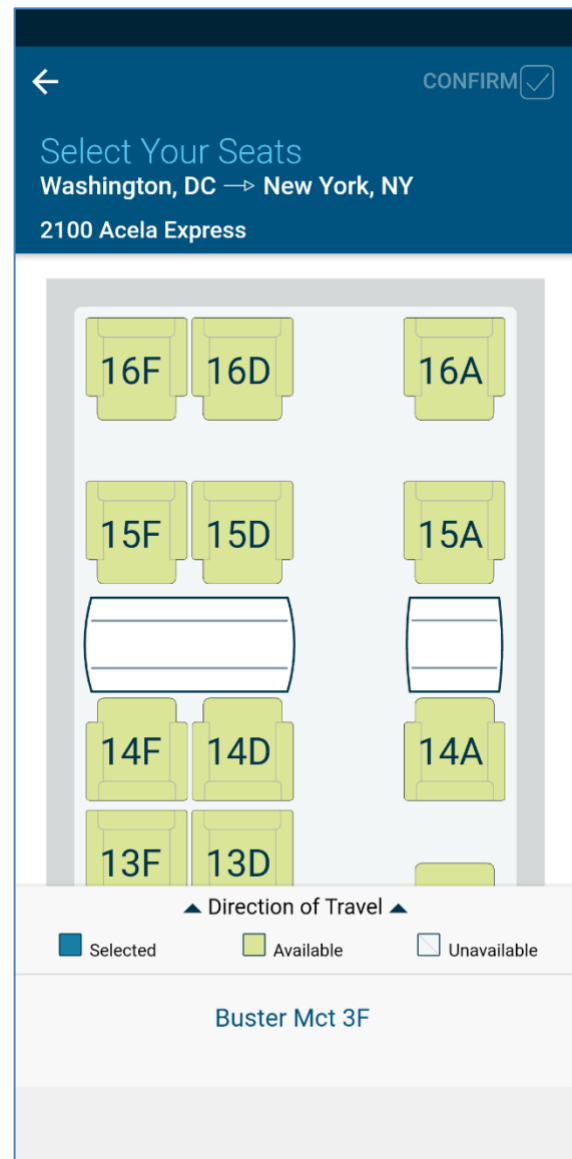 CONFIRM
Select Your Seats
Washington, DC → New York, NY
2100 Acela Express
16F 16D 16A
15F 15D 15A
14F 14D 14A
13F 13D
Direction of Travel
Selected Available Unavailable
Buster Mct 3F